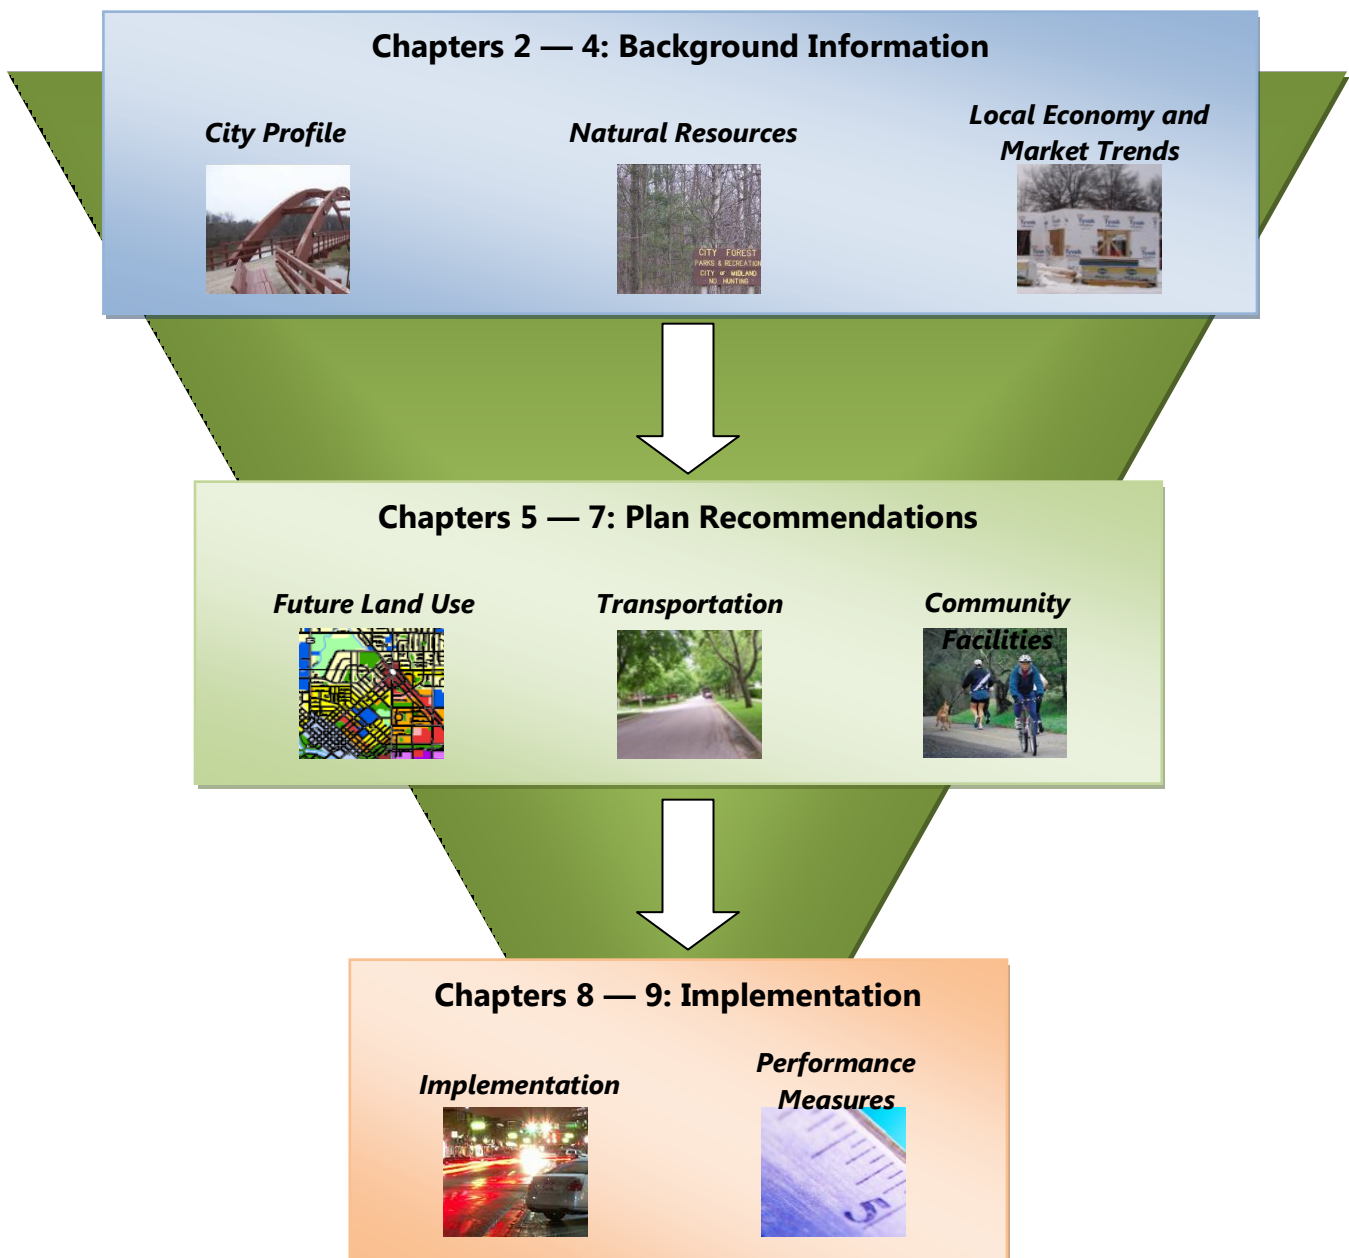 Chapters 2 — 4: Background Information
City Profile
Natural Resources
Local Economy and
Market Trends
CITY FOREST
PARKS & RECREATION
CITY of MIDLAND
NO HUNTING
Chapters 5 — 7: Plan Recommendations
Future Land Use
Transportation
Community
Facilities
Chapters 8 — 9: Implementation
Implementation
Performance
Measures
5